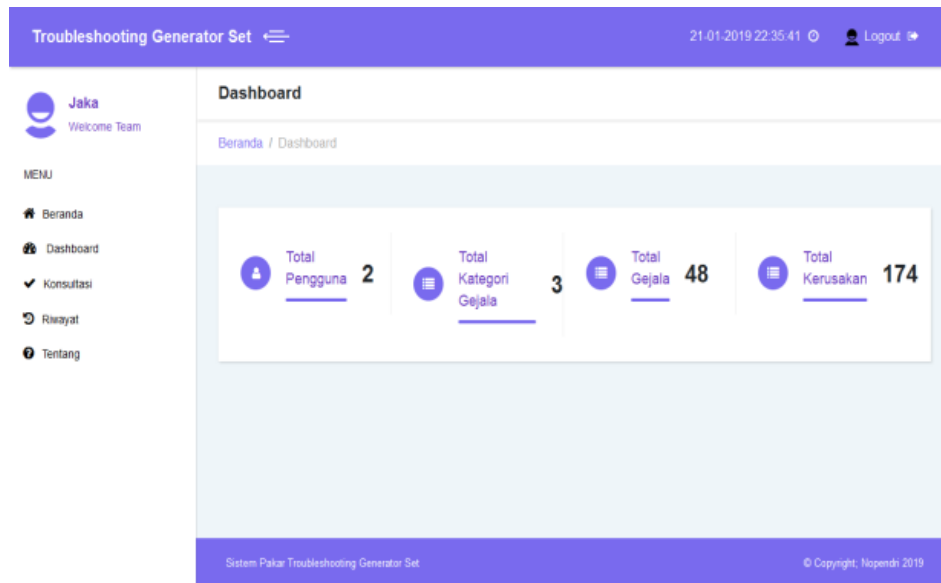 Troubleshooting Generator Set
21-01-2019 22:35:41
Logout
Jaka
Welcome Team
MENU
Beranda
Dashboard
Konsultasi
Riwayat
Tentang
Dashboard
Beranda / Dashboard
Total
Pengguna 2
Total
Kategori
Gejala 3
Total
Gejala 48
Total
Kerusakan 174
Sistem Pakar Troubleshooting Generator Set
© Copyright; Nopendri 2019